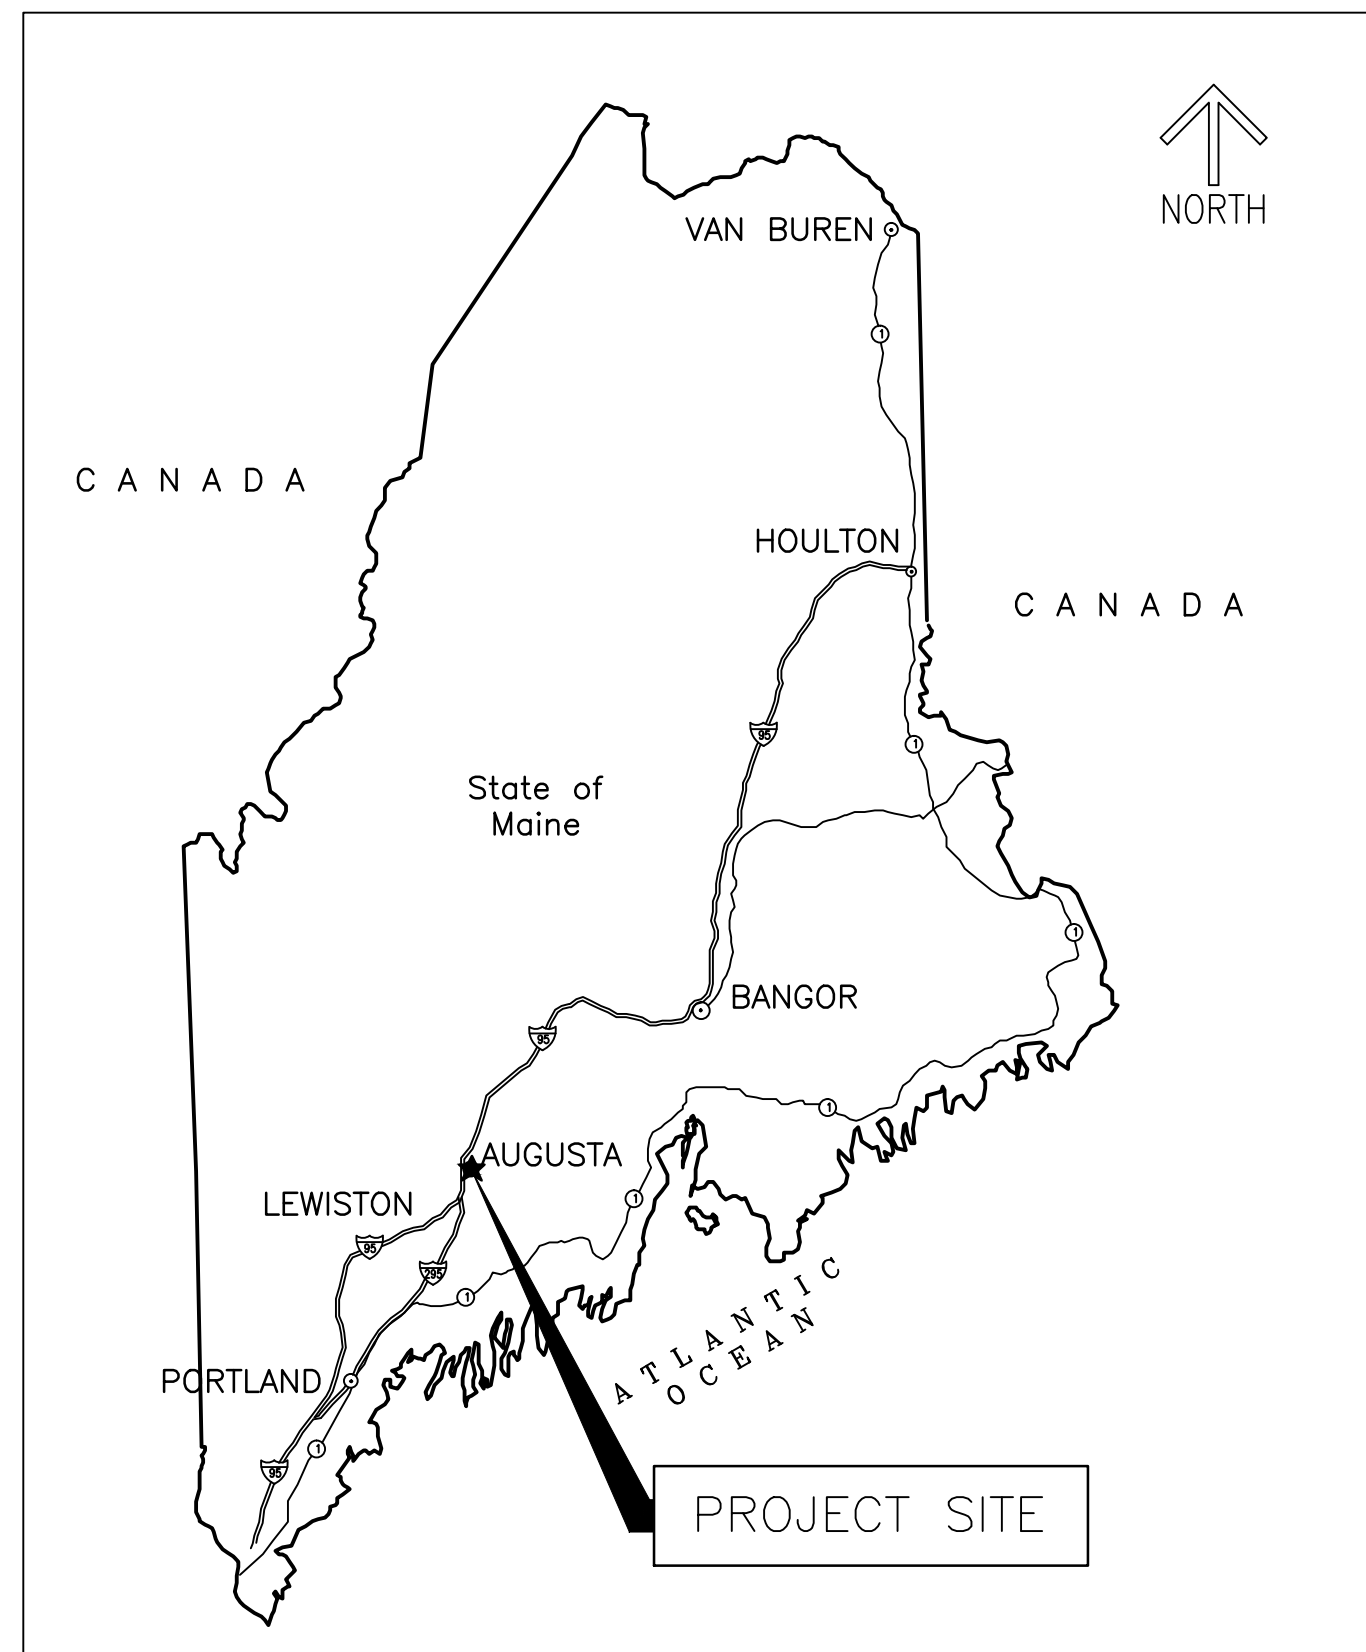 NORTH
VAN BUREN
1
CANADA
HOULTON
CANADA
95
1
State of
Maine
1
BANGOR
95
1
AUGUSTA
LEWISTON
1
95
295
1
ATLANTIC
OCEAN
PORTLAND
1
95
PROJECT SITE